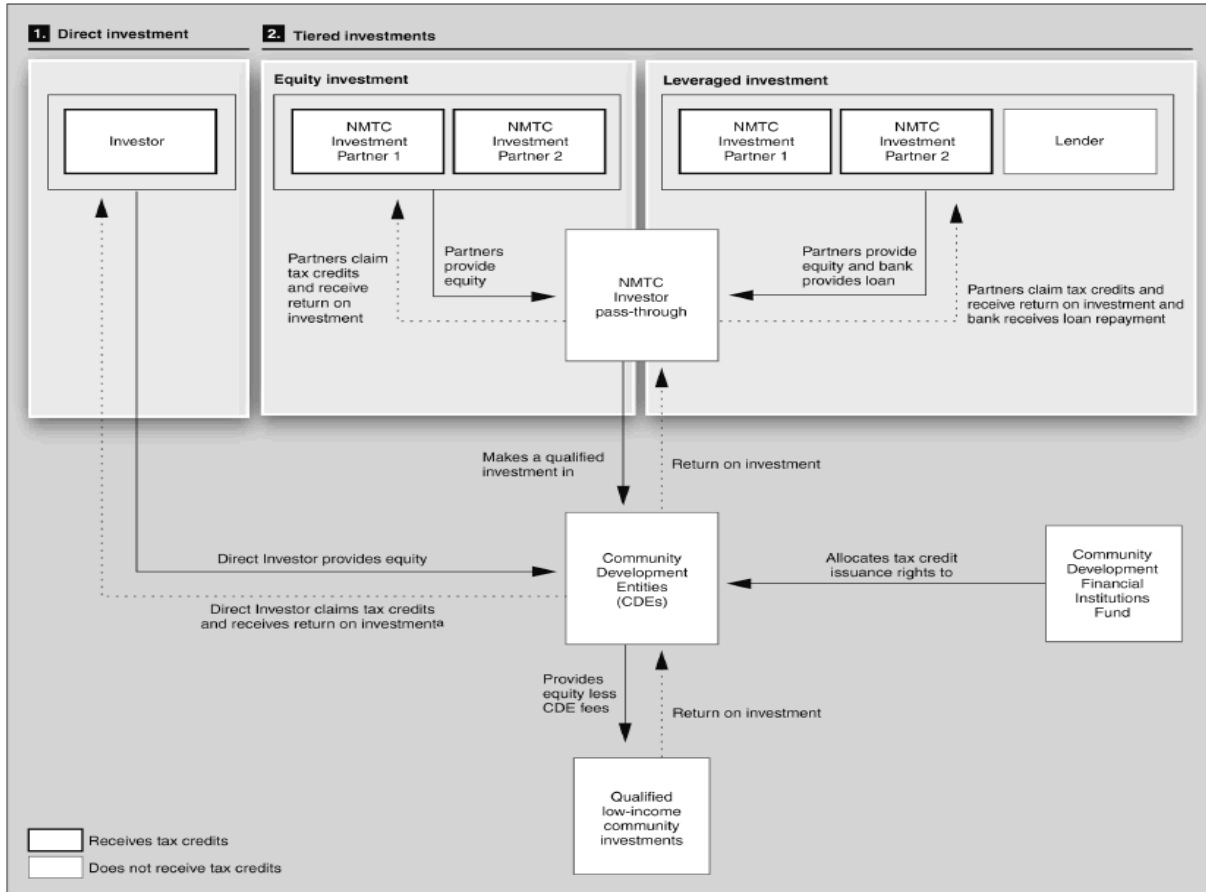 1. Direct investment
2. Tiered investments
Equity investment
Leveraged investment
Investor
NMTC
Investment
Partner 1
NMTC
Investment
Partner 2
NMTC
Investment
Partner 1
NMTC
Investment
Partner 2
Lender
Partners claim
tax credits
and receive
return on
investment
Partners
provide
equity
NMTC
Investor
pass-through
Partners provide
equity and bank
provides loan
Partners claim tax credits and
receive return on investment and
bank receives loan repayment
Makes a qualified
investment in
Return on investment
Direct Investor provides equity
Direct Investor claims tax credits
and receives return on investmentᵃ
Community
Development
Entities
(CDEs)
Allocates tax credit
issuance rights to
Community
Development
Financial
Institutions
Fund
Provides
equity less
CDE fees
Return on investment
Qualified
low-income
community
investments
Receives tax credits
Does not receive tax credits